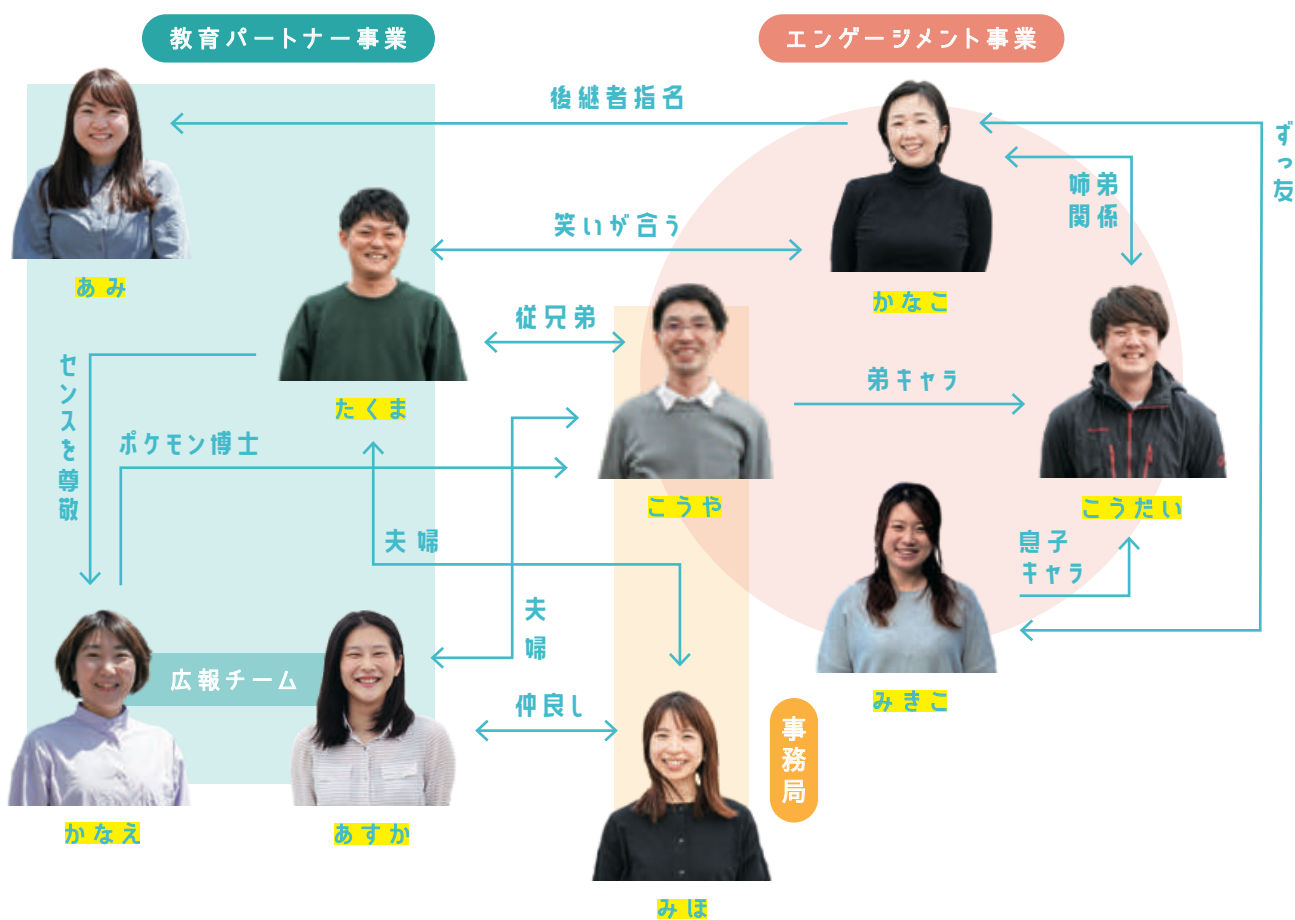 教育パートナー事業
エンゲージメント事業
後継者指名
ずっ友
姉弟
関係
笑いが合う
あみ
かなこ
従兄弟
センスを尊敬
弟キャラ
たくま
ポケモン博士
こうや
こうだい
夫婦
息子
キャラ
夫婦
広報チーム
仲良し
みきこ
事務局
かなえ
あすか
みほ